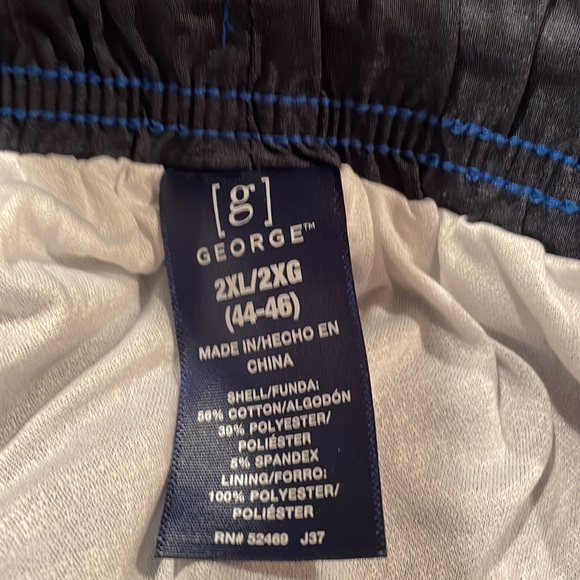 [g]
GEORGE™
2XL/2XG
(44-46)
MADE IN/HECHO EN
CHINA
SHELL/FUNDA:
56% COTTON/ALGODÓN
39% POLYESTER/
POLIÉSTER
5% SPANDEX
LINING/FORRO:
100% POLYESTER/
POLIÉSTER
RN# 52469 J37